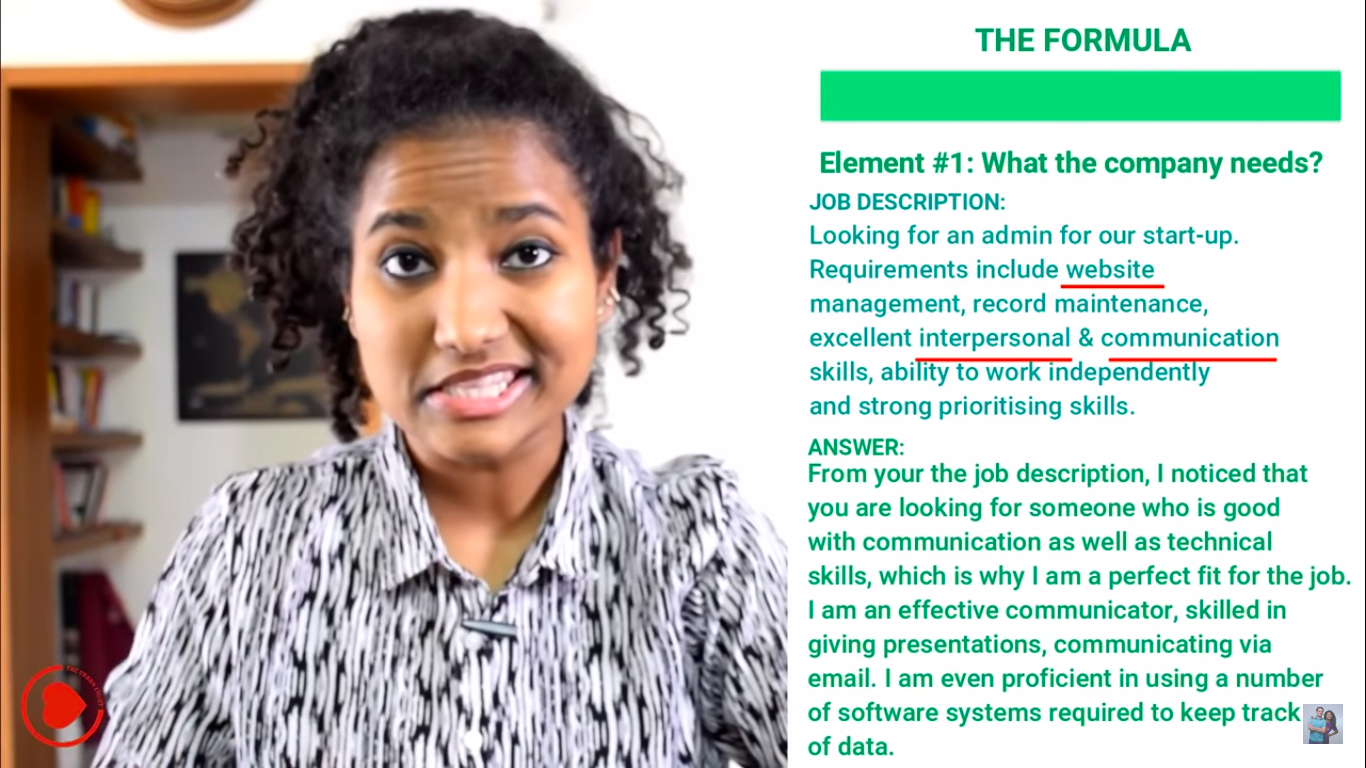 THE FORMULA
Element #1: What the company needs?
JOB DESCRIPTION:
Looking for an admin for our start-up.
Requirements include website
management, record maintenance,
excellent interpersonal & communication
skills, ability to work independently
and strong prioritising skills.
ANSWER:
From your the job description, I noticed that
you are looking for someone who is good
with communication as well as technical
skills, which is why I am a perfect fit for the job.
I am an effective communicator, skilled in
giving presentations, communicating via
email. I am even proficient in using a number
of software systems required to keep track
of data.